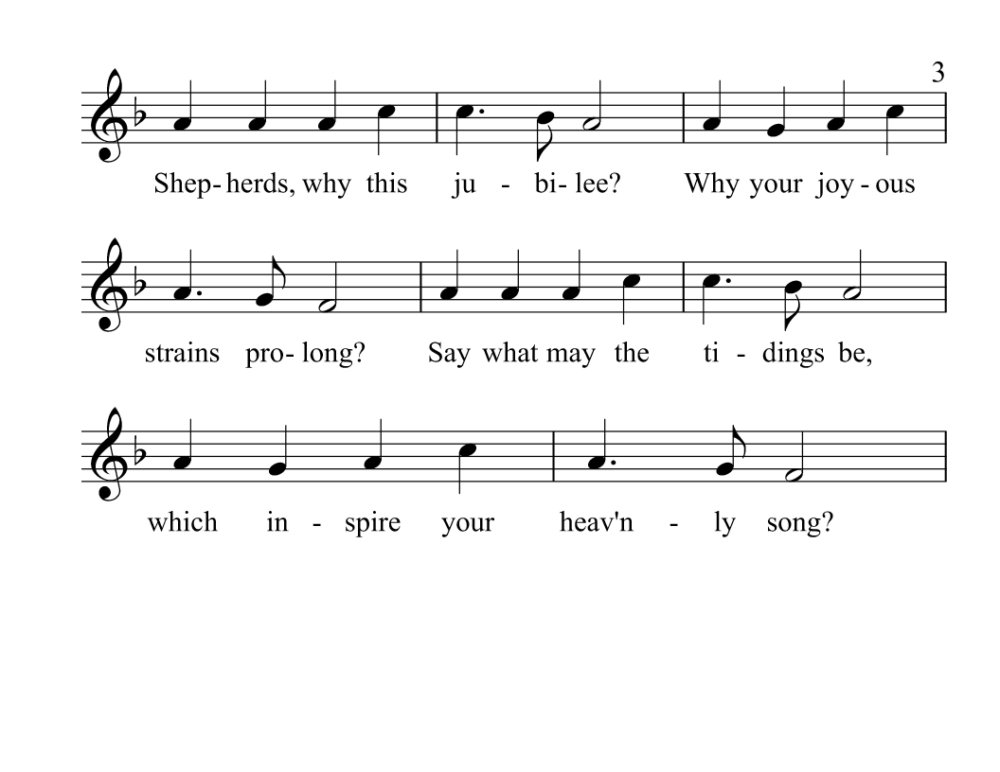 3
Shep- herds, why this ju - bi- lee? Why your joy - ous
strains pro- long? Say what may the ti - dings be,
which in - spire your heav'n - ly song?